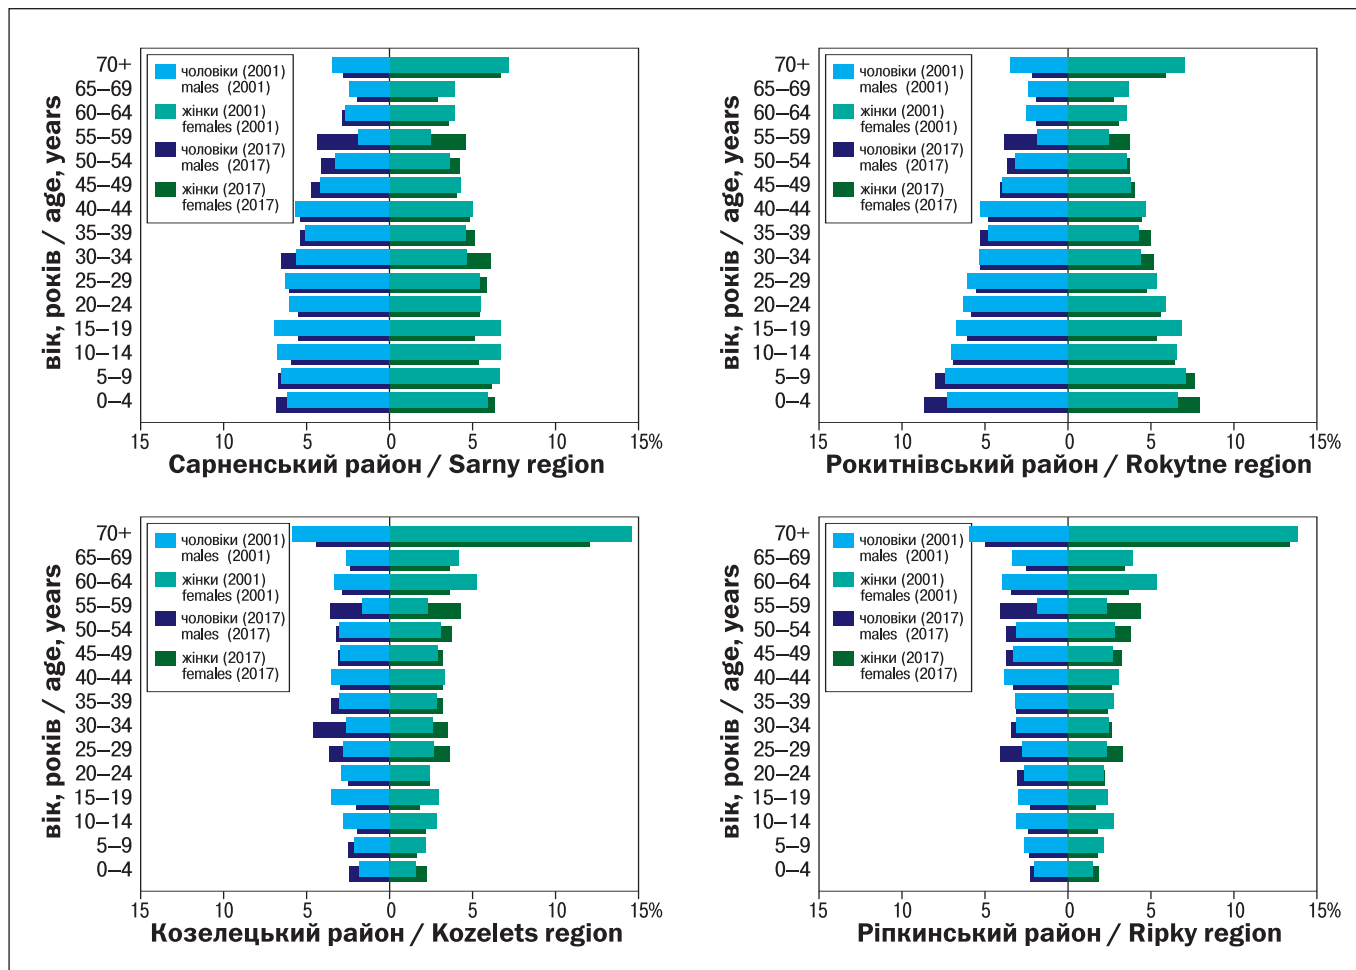 вік, років / age, years
70+
65–69
60–64
55–59
50–54
45–49
40–44
35–39
30–34
25–29
20–24
15–19
10–14
5–9
0–4
чоловіки (2001)
males (2001)
жінки (2001)
females (2001)
чоловіки (2017)
males (2017)
жінки (2017)
females (2017)
15 10 5 0 5 10 15%
Сарненський район / Sarny region
вік, років / age, years
70+
65–69
60–64
55–59
50–54
45–49
40–44
35–39
30–34
25–29
20–24
15–19
10–14
5–9
0–4
чоловіки (2001)
males (2001)
жінки (2001)
females (2001)
чоловіки (2017)
males (2017)
жінки (2017)
females (2017)
15 10 5 0 5 10 15%
Рокитнівський район / Rokytne region
вік, років / age, years
70+
65–69
60–64
55–59
50–54
45–49
40–44
35–39
30–34
25–29
20–24
15–19
10–14
5–9
0–4
чоловіки (2001)
males (2001)
жінки (2001)
females (2001)
чоловіки (2017)
males (2017)
жінки (2017)
females (2017)
15 10 5 0 5 10 15%
Козелецький район / Kozelets region
вік, років / age, years
70+
65–69
60–64
55–59
50–54
45–49
40–44
35–39
30–34
25–29
20–24
15–19
10–14
5–9
0–4
чоловіки (2001)
males (2001)
жінки (2001)
females (2001)
чоловіки (2017)
males (2017)
жінки (2017)
females (2017)
15 10 5 0 5 10 15%
Ріпкинський район / Ripky region